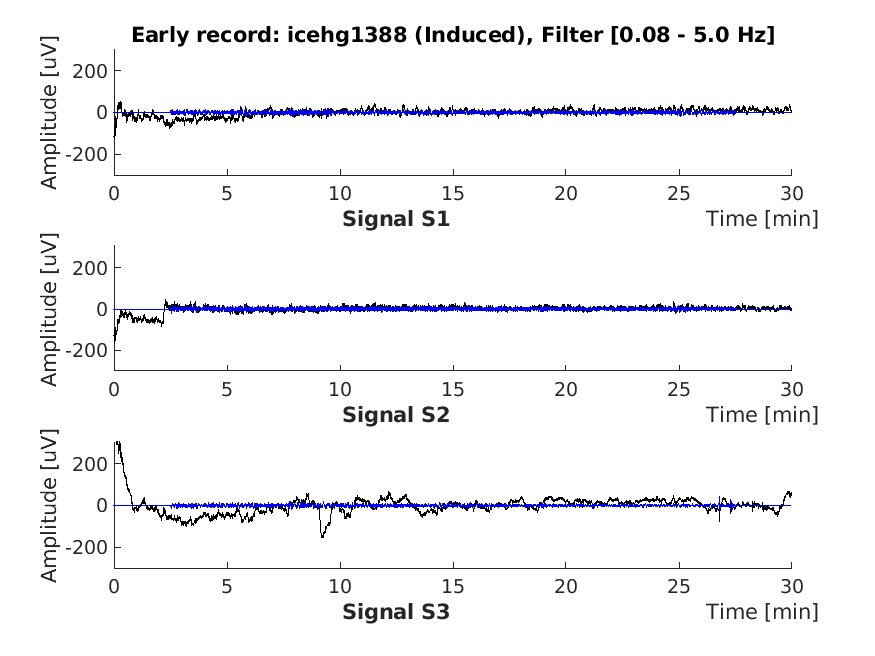 Early record: icehg1388 (Induced), Filter [0.08 - 5.0 Hz]
Amplitude [uV]
200
0
-200
0 5 10 15 20 25 30
Signal S1 Time [min]
Amplitude [uV]
200
0
-200
0 5 10 15 20 25 30
Signal S2 Time [min]
Amplitude [uV]
200
0
-200
0 5 10 15 20 25 30
Signal S3 Time [min]